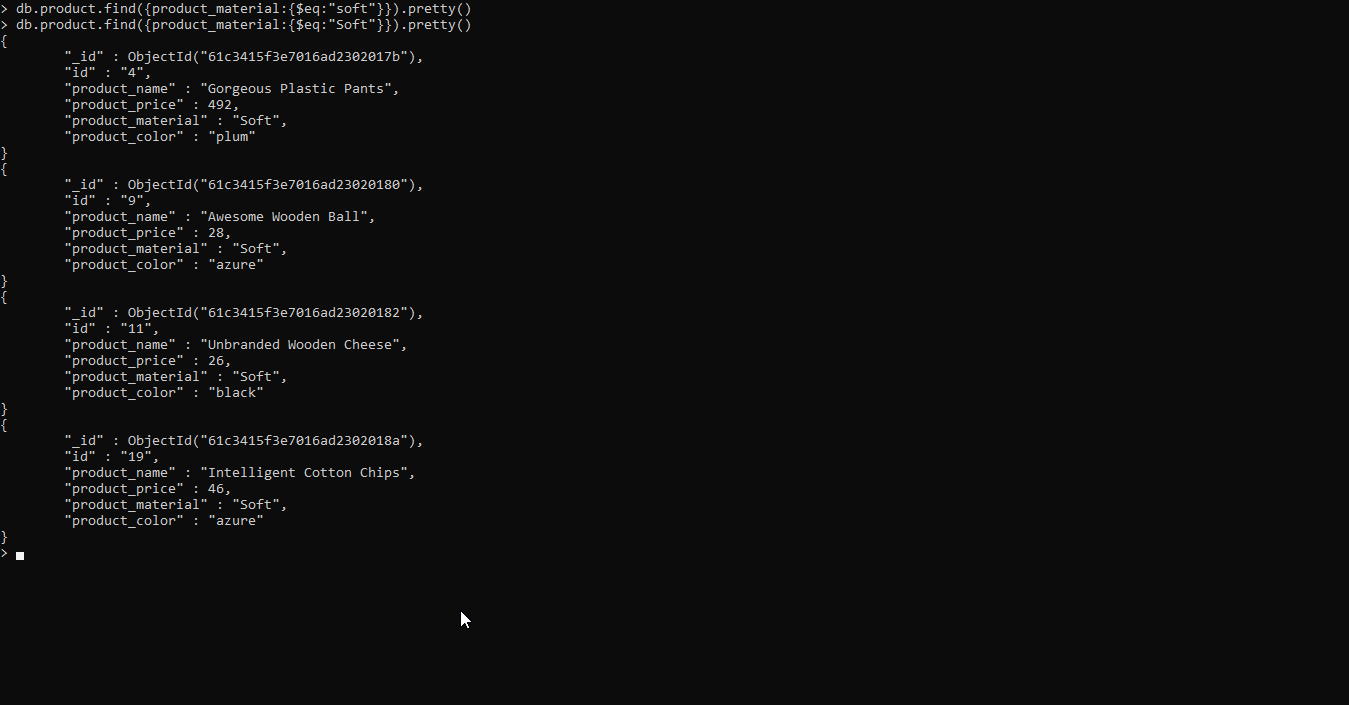 > db.product.find({product_material:{$eq:"soft"}}).pretty()
> db.product.find({product_material:{$eq:"Soft"}}).pretty()
{
        "_id" : ObjectId("61c3415f3e7016ad2302017b"),
        "id" : "4",
        "product_name" : "Gorgeous Plastic Pants",
        "product_price" : 492,
        "product_material" : "Soft",
        "product_color" : "plum"
}
{
        "_id" : ObjectId("61c3415f3e7016ad23020180"),
        "id" : "9",
        "product_name" : "Awesome Wooden Ball",
        "product_price" : 28,
        "product_material" : "Soft",
        "product_color" : "azure"
}
{
        "_id" : ObjectId("61c3415f3e7016ad23020182"),
        "id" : "11",
        "product_name" : "Unbranded Wooden Cheese",
        "product_price" : 26,
        "product_material" : "Soft",
        "product_color" : "black"
}
{
        "_id" : ObjectId("61c3415f3e7016ad2302018a"),
        "id" : "19",
        "product_name" : "Intelligent Cotton Chips",
        "product_price" : 46,
        "product_material" : "Soft",
        "product_color" : "azure"
}
>